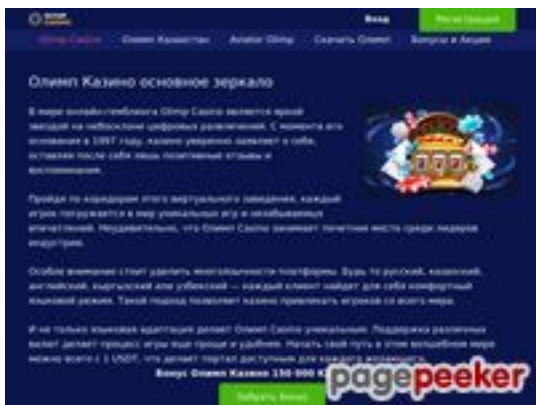 OLIMP CASINO
Вход
Регистрация
Olimp Casino Олимп Казахстан Aviator Olimp Скачать Олимп Бонусы и Акции
Олимп Казино основное зеркало
В мире онлайн-гемблинга Olimp Casino является яркой
звездой на небосклоне цифровых развлечений. С момента его
основания в 1997 году, казино уверенно заявляет о себе,
оставляя после себя лишь позитивные отзывы и
воспоминания.
Пройдя по коридорам этого виртуального заведения, каждый
игрок погружается в мир уникальных игр и незабываемых
впечатлений. Неудивительно, что Олимп Casino занимает почетное место среди лидеров
индустрии.
Особое внимание стоит уделить многоязычности платформы. Будь то русский, казахский,
английский, кыргызский или узбекский — каждый клиент найдет для себя комфортный
языковой режим. Такой подход позволяет казино привлекать игроков со всего мира.
И не только языковая адаптация делает Олимп Casino уникальным. Поддержка различных
валют делает процесс игры еще проще и удобнее. Начать свой путь в этом волшебном мире
можно всего с 1 USDT, что делает портал доступным для каждого желающего.
Бонус Олимп Казино 150 000
Забрать Бонус
777
pagepeeker